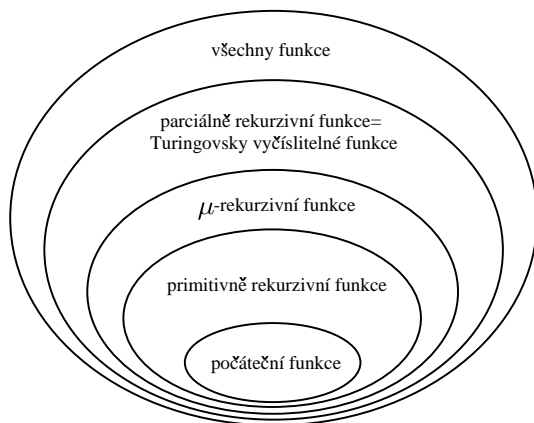 všechny funkce
parciálně rekurzivní funkce=
Turingovsky vyčíslitelné funkce
μ-rekurzivní funkce
primitivně rekurzivní funkce
počáteční funkce